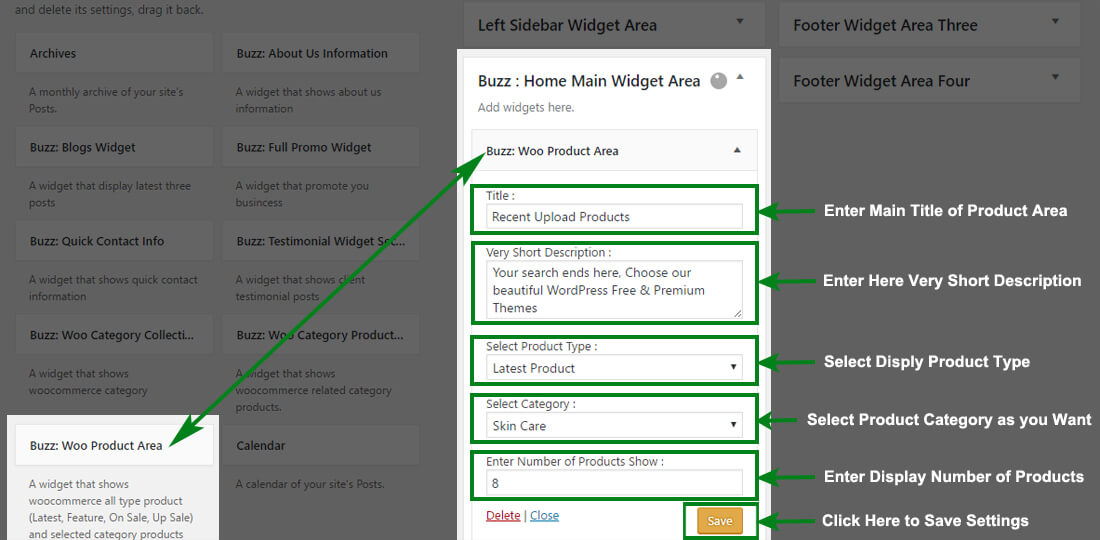 and delete its settings, drag it back.
Archives
A monthly archive of your site's
Posts.
Buzz: About Us Information
A widget that shows about us
information
Buzz: Blogs Widget
A widget that display latest three
posts
Buzz: Full Promo Widget
A widget that promote you
busincess
Buzz: Quick Contact Info
A widget that shows quick contact
information
Buzz: Testimonial Widget Sec...
A widget that shows client
testimonial posts
Buzz: Woo Category Collecti...
A widget that shows
woocommerce category
Buzz: Woo Category Product...
A widget that shows
woocommerce related category
products.
Buzz: Woo Product Area
A widget that shows
woocommerce all type product
(Latest, Feature, On Sale, Up Sale)
and selected category products
Calendar
A calendar of your site's Posts.
Left Sidebar Widget Area
Buzz : Home Main Widget Area
Add widgets here.
Buzz: Woo Product Area
Title :
Recent Upload Products
Very Short Description :
Your search ends here, Choose our
beautiful WordPress Free & Premium
Themes
Select Product Type :
Latest Product
Select Category :
Skin Care
Enter Number of Products Show :
8
Delete | Close
Save
Footer Widget Area Three
Footer Widget Area Four
Enter Main Title of Product Area
Enter Here Very Short Description
Select Disply Product Type
Select Product Category as you Want
Enter Display Number of Products
Click Here to Save Settings